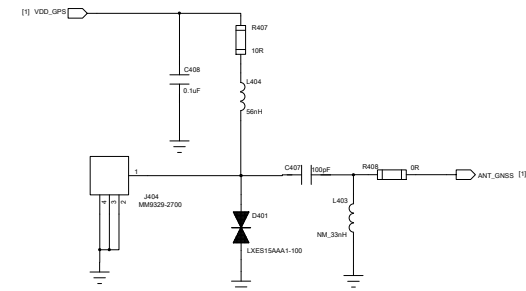 [1] VDD_GPS
R407
10R
C408
0.1uF
L404
56nH
C407 100pF
R408 0R
ANT_GNSS [1]
1
J404
MM9329-2700
4 3 2
L403
NM_33nH
D401
LXES15AAA1-100